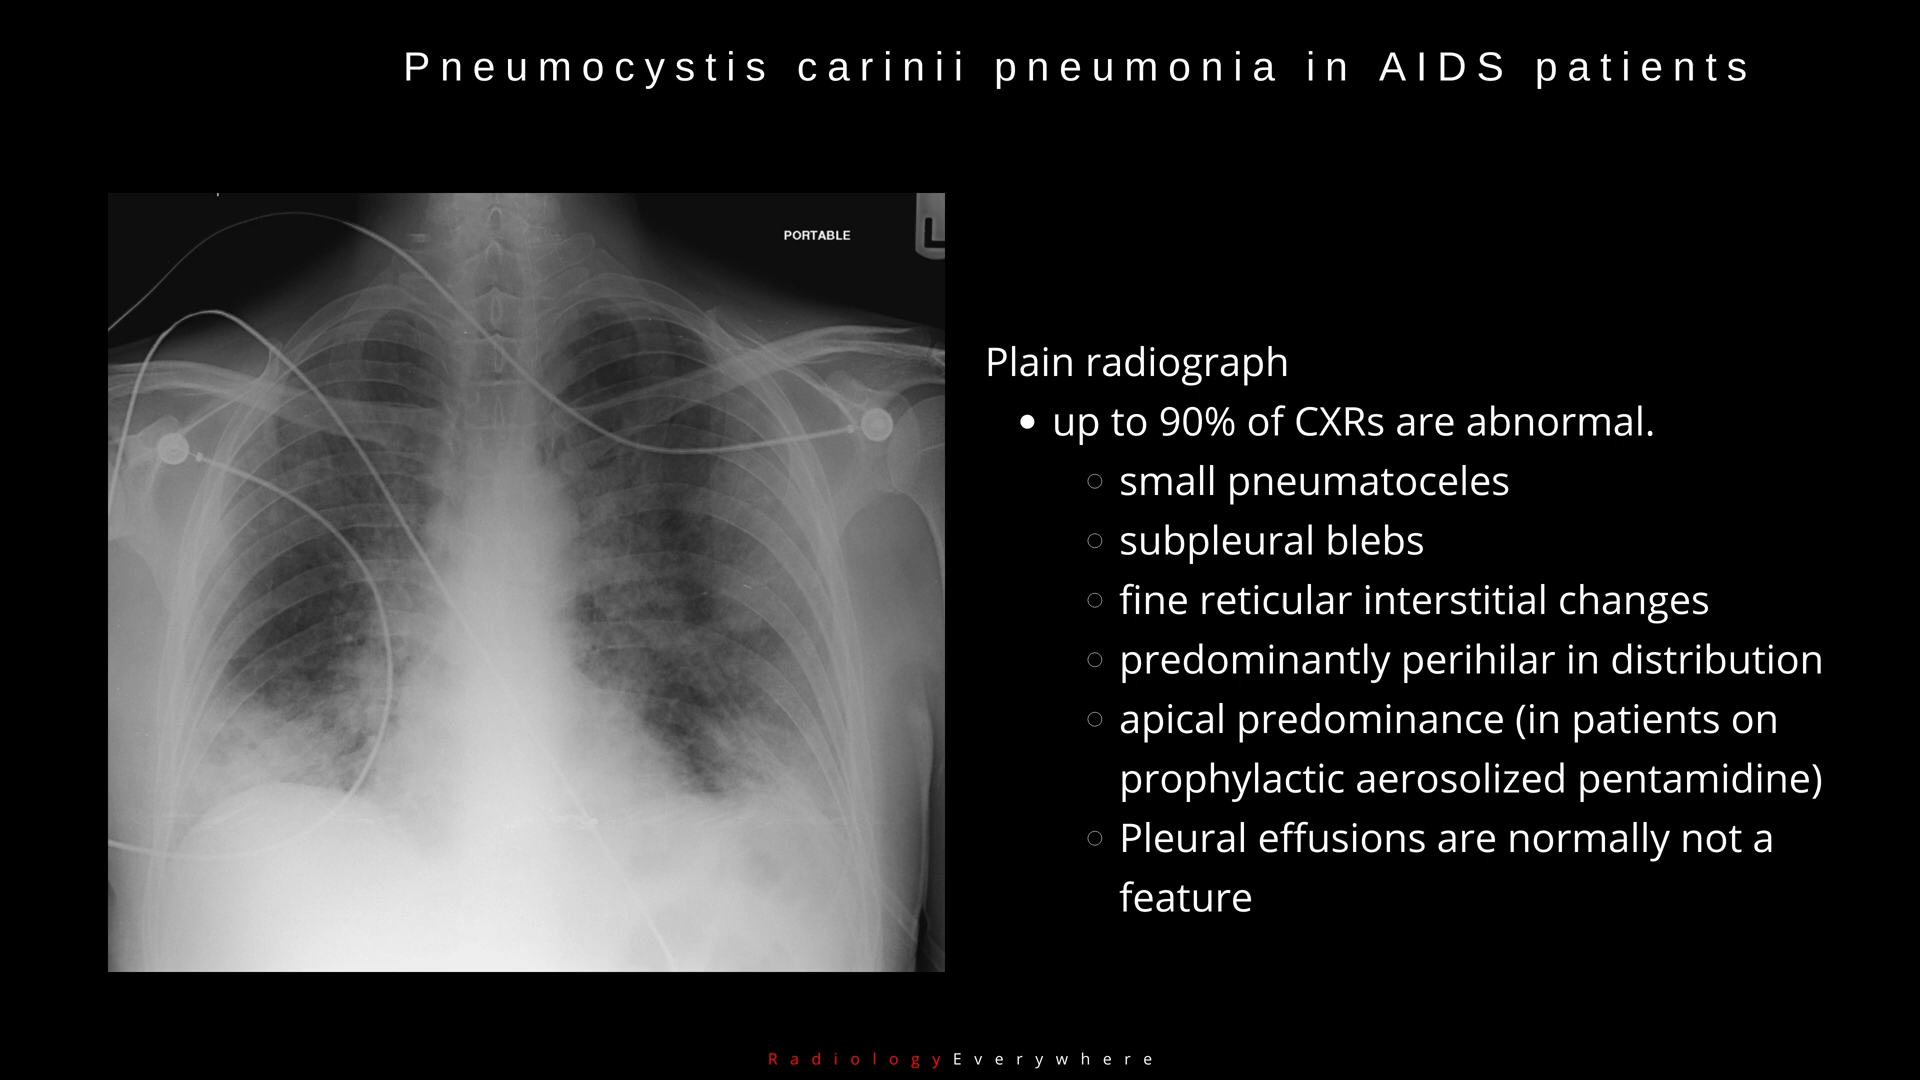 Pneumocystis carinii pneumonia in AIDS patients
PORTABLE
L
Plain radiograph
up to 90% of CXRs are abnormal.
small pneumatoceles
subpleural blebs
fine reticular interstitial changes
predominantly perihilar in distribution
apical predominance (in patients on
prophylactic aerosolized pentamidine)
Pleural effusions are normally not a
feature
RadiologyEverywhere